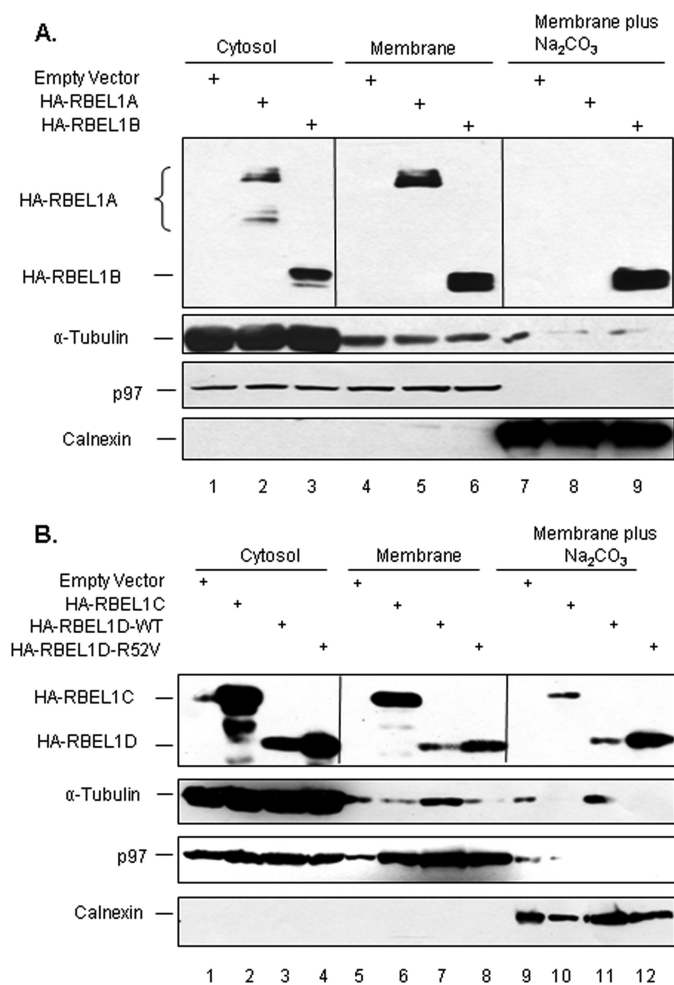 A.
Cytosol
Membrane
Membrane plus
Na₂CO₃
Empty Vector + + +
HA-RBEL1A + + +
HA-RBEL1B + + +
HA-RBEL1A
HA-RBEL1B
α-Tubulin
p97
Calnexin
1 2 3 4 5 6 7 8 9
B.
Cytosol
Membrane
Membrane plus
Na₂CO₃
Empty Vector + + +
HA-RBEL1C + + +
HA-RBEL1D-WT + + +
HA-RBEL1D-R52V + + +
HA-RBEL1C
HA-RBEL1D
α-Tubulin
p97
Calnexin
1 2 3 4 5 6 7 8 9 10 11 12